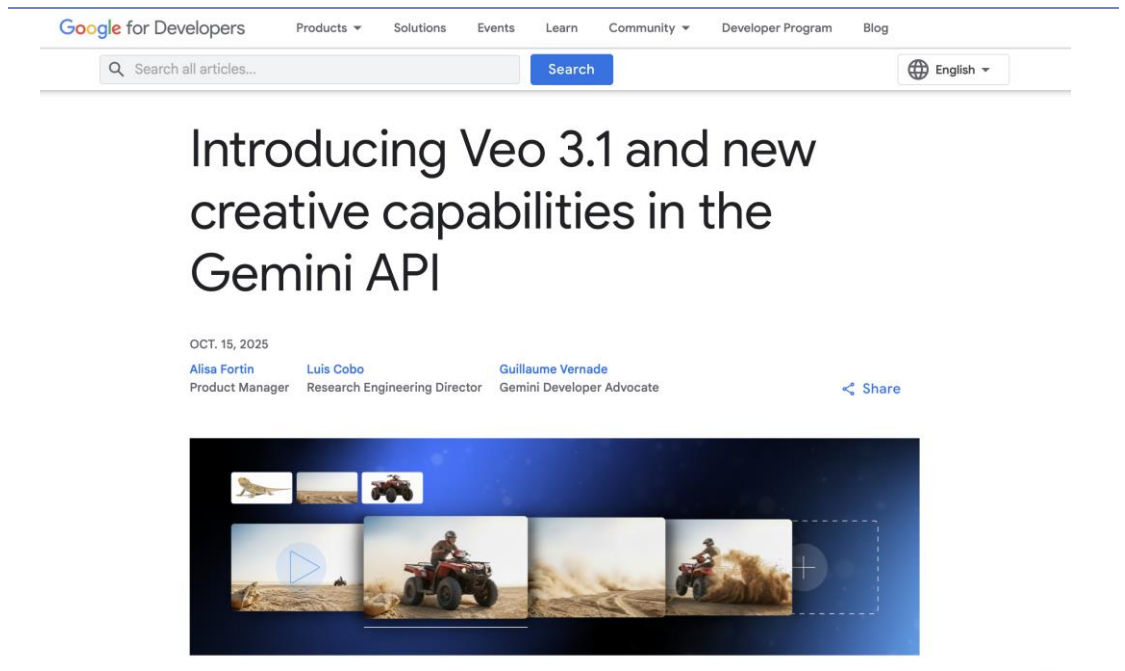 Google for Developers Products Solutions Events Learn Community Developer Program Blog
Search all articles... Search English
Introducing Veo 3.1 and new
creative capabilities in the
Gemini API
OCT. 15, 2025
Alisa Fortin Luis Cobo Guillaume Vernade
Product Manager Research Engineering Director Gemini Developer Advocate Share